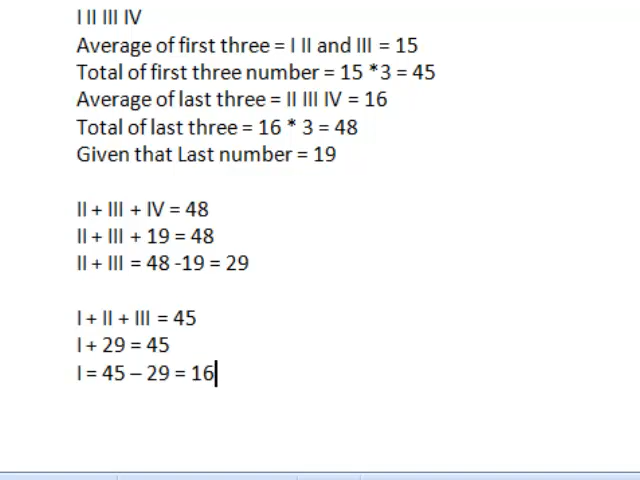 I II III IV
Average of first three = I II and III = 15
Total of first three number = 15 *3 = 45
Average of last three = II III IV = 16
Total of last three = 16 * 3 = 48
Given that Last number = 19
II + III + IV = 48
II + III + 19 = 48
II + III = 48 -19 = 29
I + II + III = 45
I + 29 = 45
I = 45 – 29 = 16